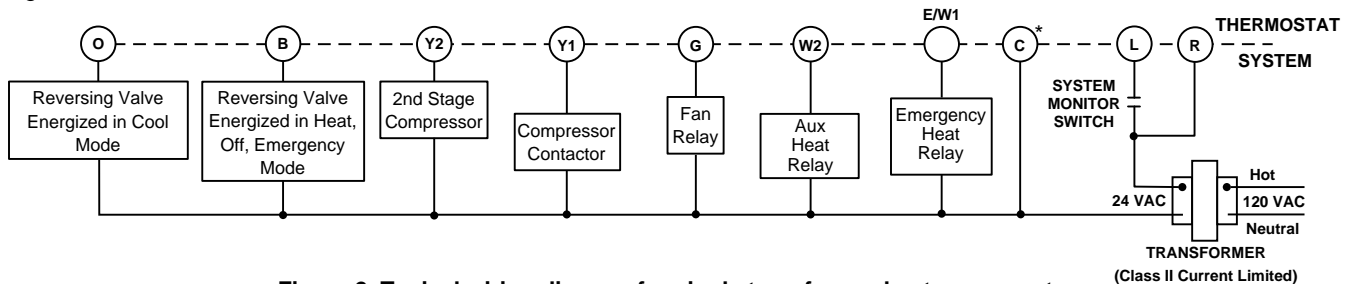 O
B
Y2
Y1
G
W2
E/W1
C
*
L
R
THERMOSTAT
SYSTEM
Reversing Valve
Energized in Cool
Mode
Reversing Valve
Energized in Heat,
Off, Emergency
Mode
2nd Stage
Compressor
Compressor
Contactor
Fan
Relay
Aux
Heat
Relay
Emergency
Heat
Relay
SYSTEM
MONITOR
SWITCH
24 VAC
Hot
120 VAC
Neutral
TRANSFORMER
(Class II Current Limited)